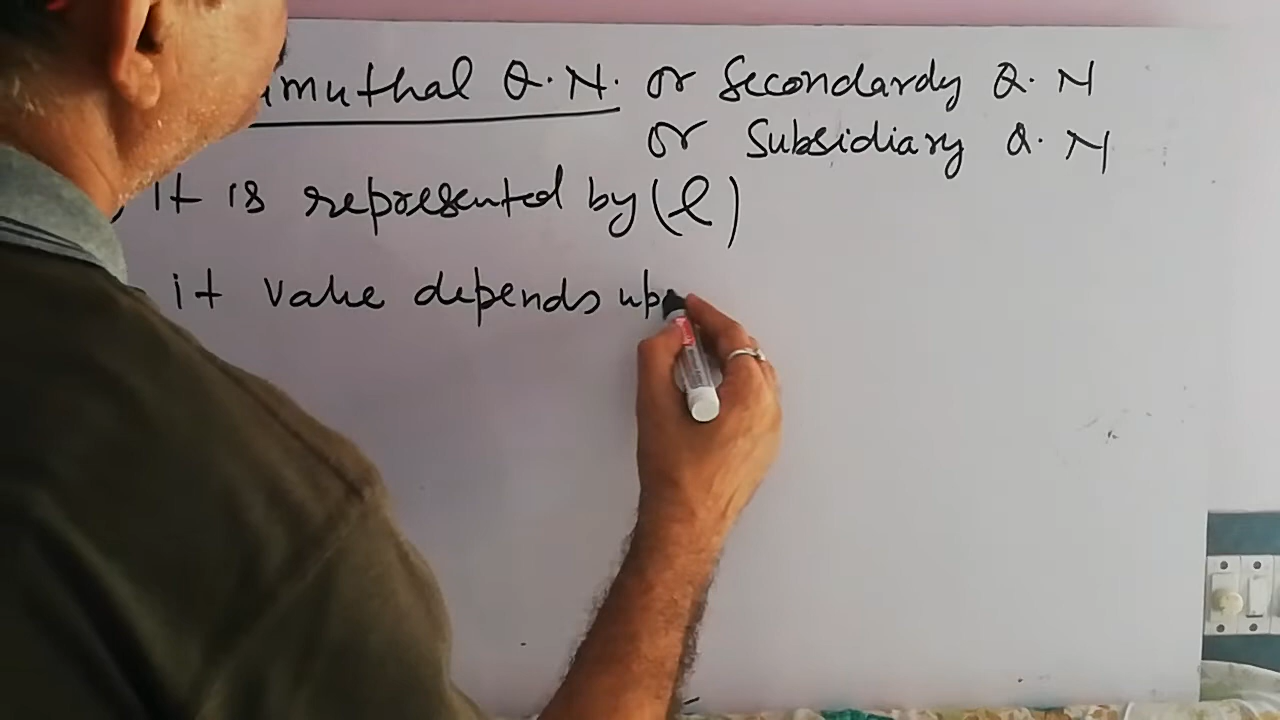 imuthal Q.N. or Secondardy Q.N
or Subsidiary Q.N
it is represented by (l)
it value depends up